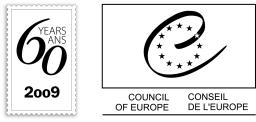 60
YEARS
ANS
2009
COUNCIL
OF EUROPE
CONSEIL
DE L'EUROPE